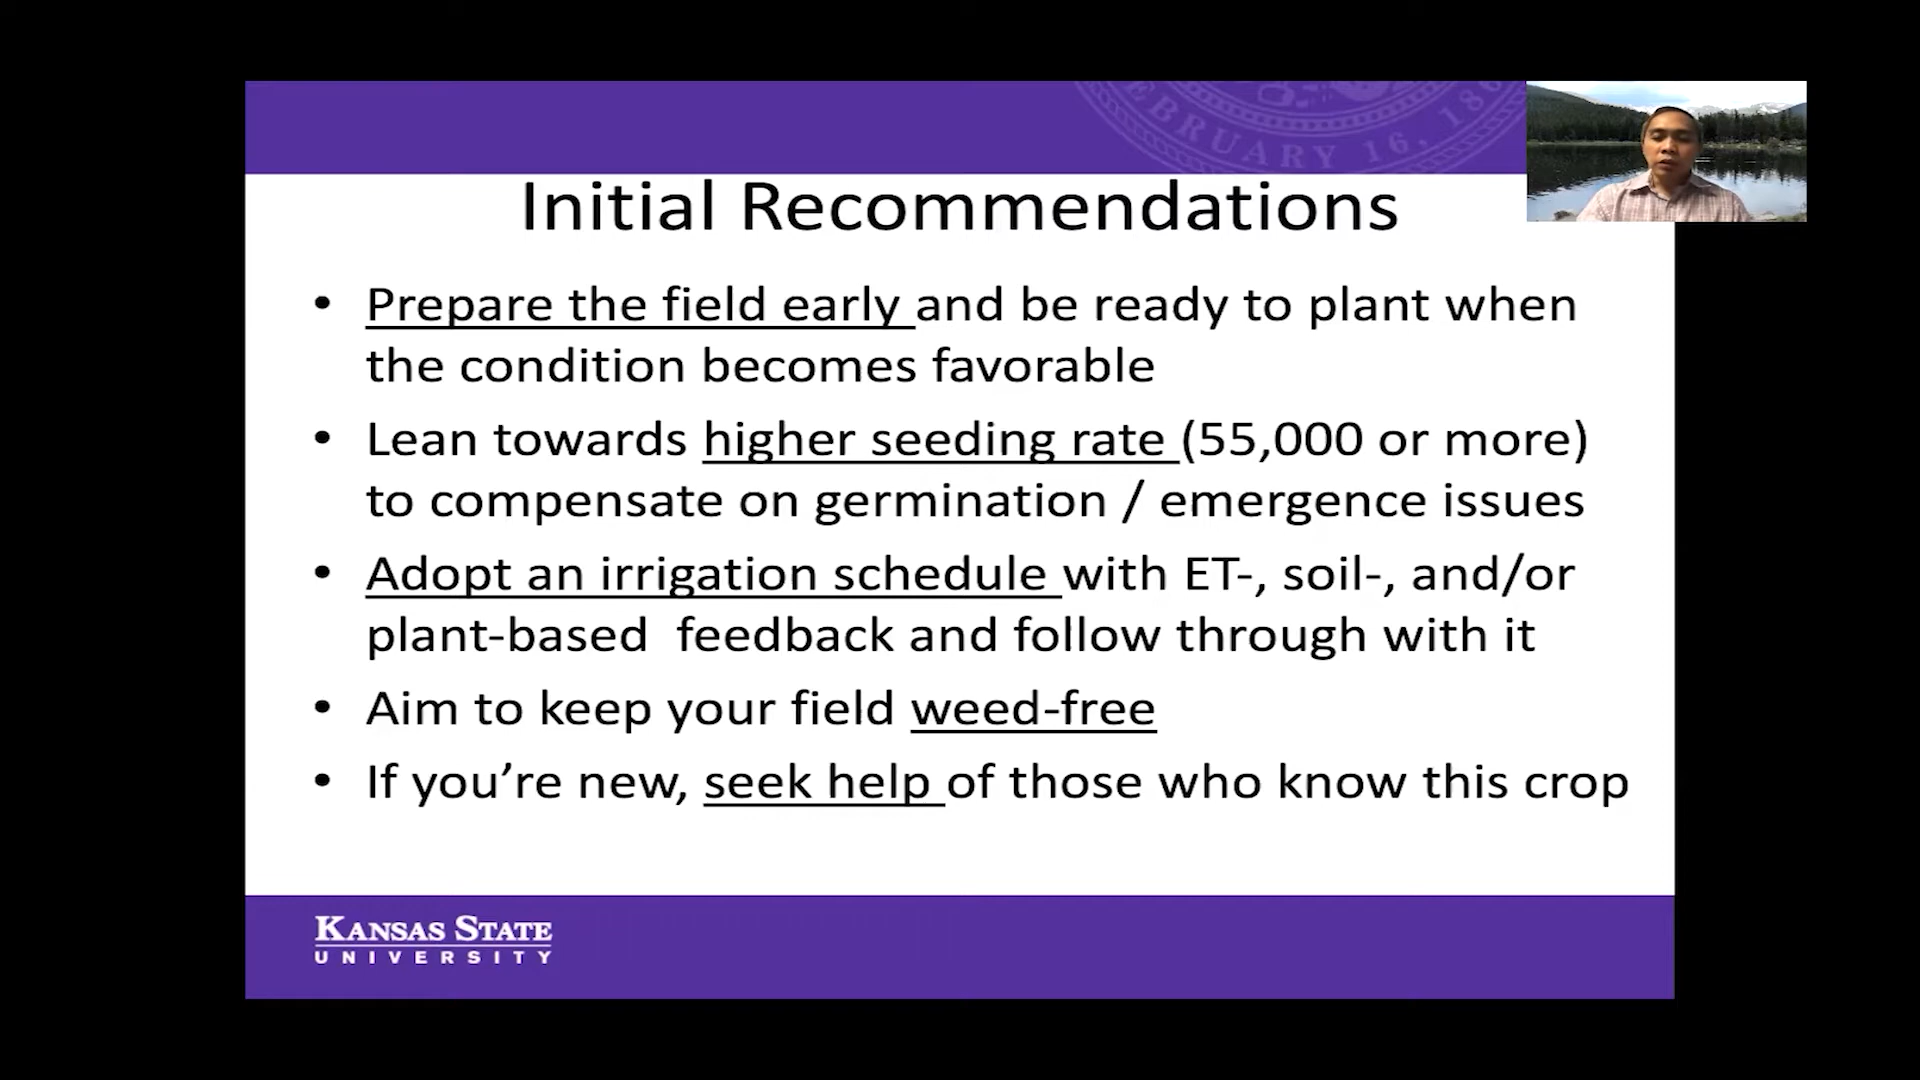 EBRUARY 16, 186
Initial Recommendations
• Prepare the field early and be ready to plant when
the condition becomes favorable
• Lean towards higher seeding rate (55,000 or more)
to compensate on germination / emergence issues
• Adopt an irrigation schedule with ET-, soil-, and/or
plant-based feedback and follow through with it
• Aim to keep your field weed-free
• If you’re new, seek help of those who know this crop
KANSAS STATE
UNIVERSITY